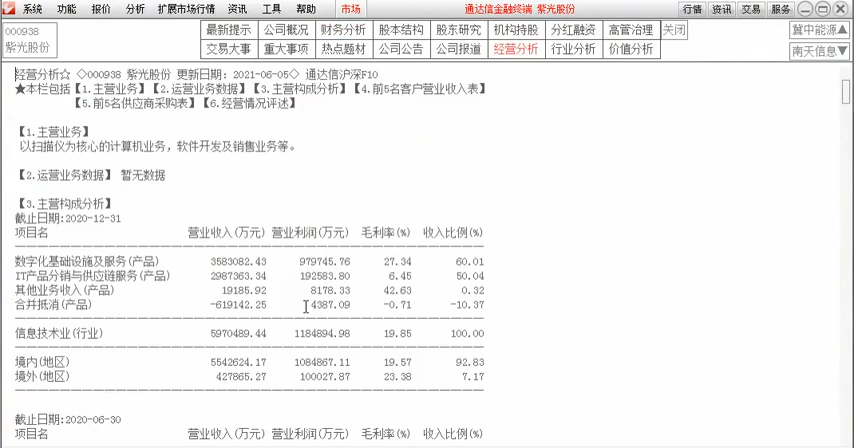 系统 功能 报价 分析 扩展市场行情 资讯 工具 帮助 市场 通达信金融终端 紫光股份 行情 资讯 交易 服务
000938
紫光股份
最新提示 公司概况 财务分析 股本结构 股东研究 机构持股 分红融资 高管治理 关闭
交易大事 重大事项 热点题材 公司公告 公司报道 经营分析 行业分析 价值分析
冀中能源▲
南天信息▼
经营分析☆ ◇000938 紫光股份 更新日期：2021-06-05◇ 通达信沪深F10
★本栏包括【1.主营业务】【2.运营业务数据】【3.主营构成分析】【4.前5名客户营业收入表】
【5.前5名供应商采购表】【6.经营情况评述】
【1.主营业务】
以扫描仪为核心的计算机业务，软件开发及销售业务等。
【2.运营业务数据】 暂无数据
【3.主营构成分析】
截止日期:2020-12-31
项目名 营业收入(万元) 营业利润(万元) 毛利率(%) 收入比例(%)
数字化基础设施及服务(产品) 3583082.43 979745.76 27.34 60.01
IT产品分销与供应链服务(产品) 2987363.34 192583.80 6.45 50.04
其他业务收入(产品) 19185.92 8178.33 42.63 0.32
合并抵消(产品) -619142.25 4387.09 -0.71 -10.37
信息技术业(行业) 5970489.44 1184894.98 19.85 100.00
境内(地区) 5542624.17 1084867.11 19.57 92.83
境外(地区) 427865.27 100027.87 23.38 7.17
截止日期:2020-06-30
项目名 营业收入(万元) 营业利润(万元) 毛利率(%) 收入比例(%)